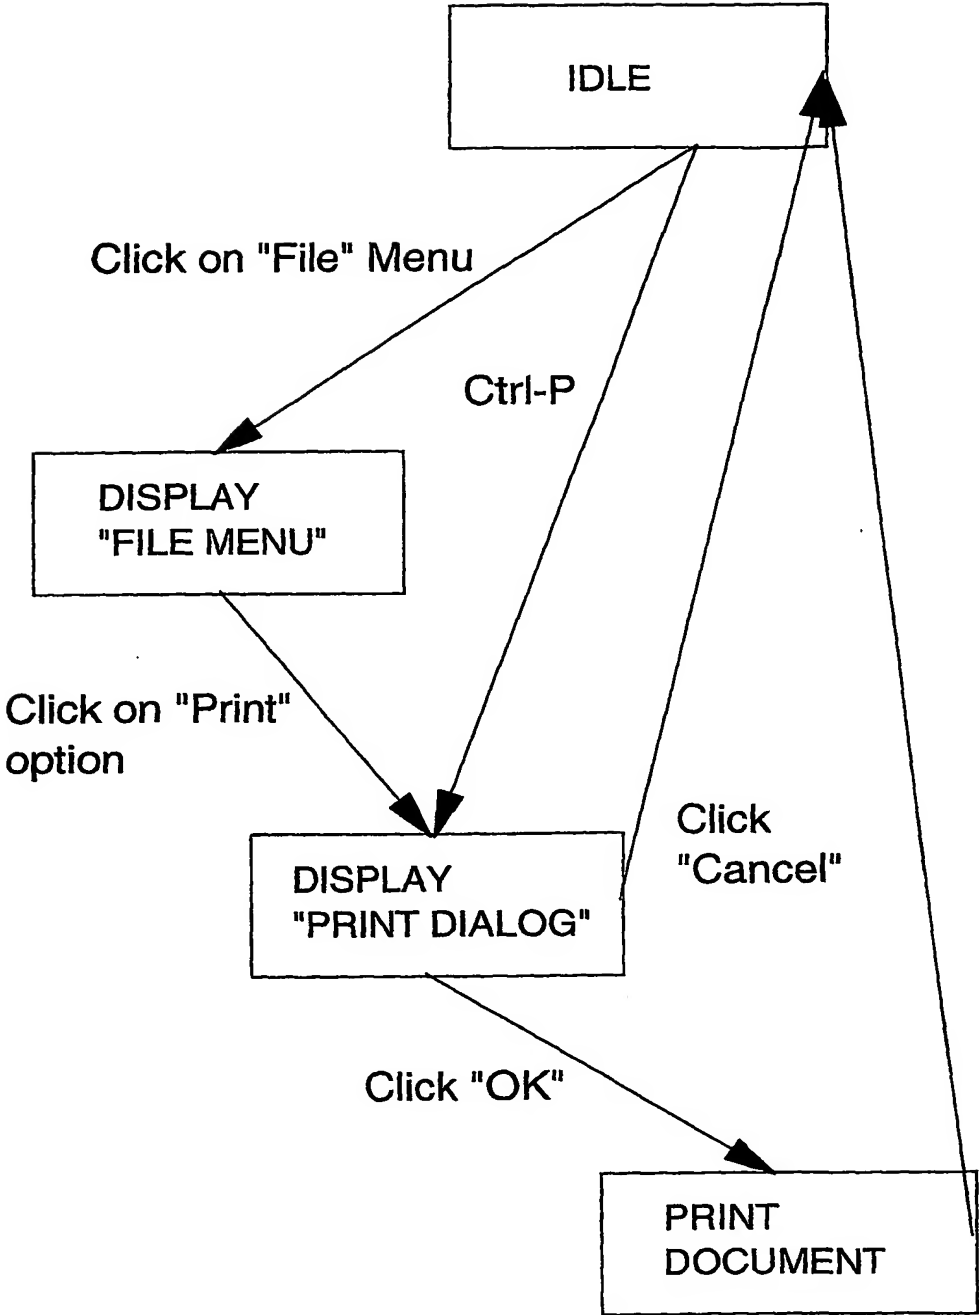 IDLE
Click on "File" Menu
Ctrl-P
DISPLAY
"FILE MENU"
Click on "Print"
option
Click
"Cancel"
DISPLAY
"PRINT DIALOG"
Click "OK"
PRINT
DOCUMENT